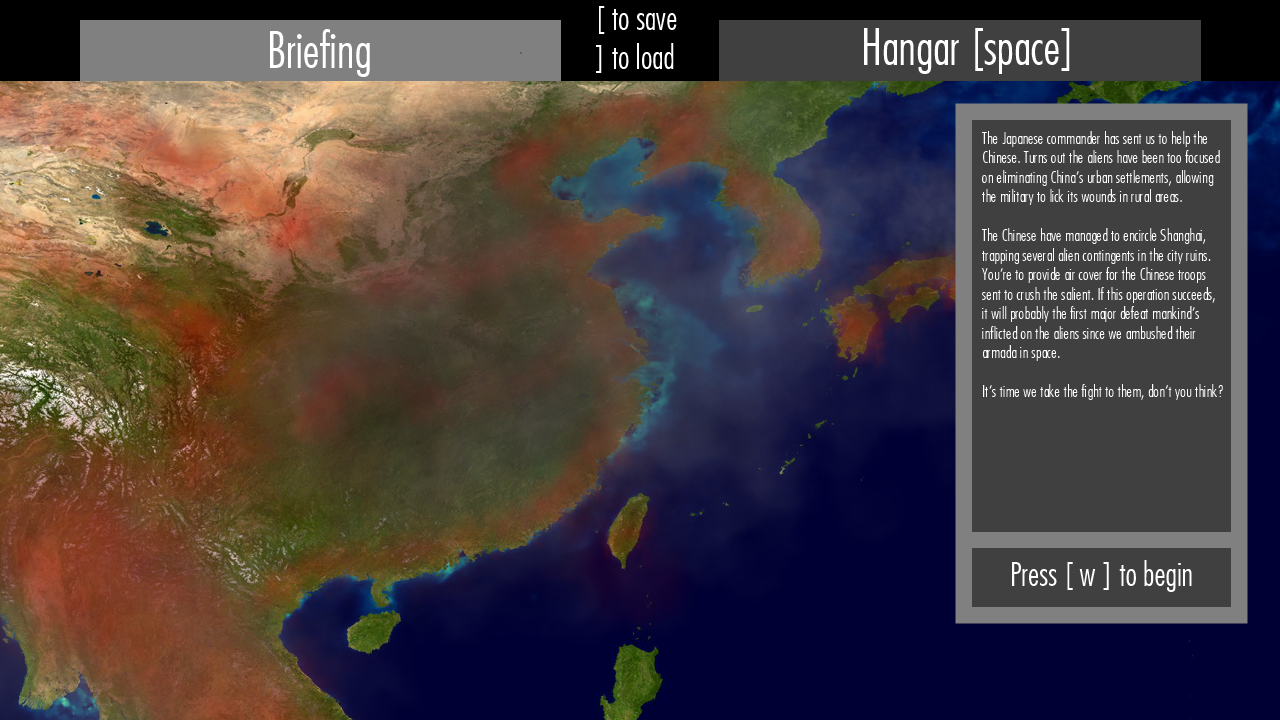 Briefing
[ to save
] to load
Hangar [space]
The Japanese commander has sent us to help the
Chinese. Turns out the aliens have been too focused
on eliminating China's urban settlements, allowing
the military to lick its wounds in rural areas.
The Chinese have managed to encircle Shanghai,
trapping several alien contingents in the city ruins.
You're to provide air cover for the Chinese troops
sent to crush the salient. If this operation succeeds,
it will probably the first major defeat mankind's
inflicted on the aliens since we ambushed their
armada in space.
It's time we take the fight to them, don't you think?
Press [ w ] to begin